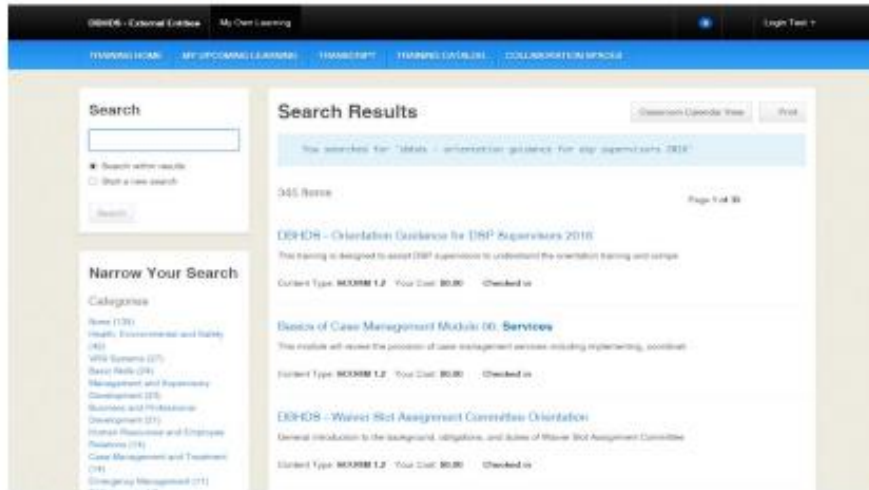 DBHDS - External Entities
My Own Learning
Login Test
TRAINING HOME
MY UPCOMING LEARNING
TRANSCRIPT
TRAINING CATALOG
COLLABORATION SPACES
Search
Search within results
Start a new search
Search
Narrow Your Search
Categories
None (139)
Health, Environmental and Safety
VRS Systems (27)
Basic Skills (24)
Management and Supervisory
Development (23)
Business and Professional
Development (21)
Human Resources and Employee
Relations (14)
Case Management and Treatment
(14)
Emergency Management (11)
Search Results
Classroom Calendar View
Print
You searched for "dbhds - orientation guidance for dsp supervisors 2016"
345 Items
Page 1 of 35
DBHDS - Orientation Guidance for DSP Supervisors 2016
This training is designed to assist DSP supervisors to understand the orientation training and compe
Content Type: SCORM 1.2 Your Cost: $0.00 Checked in
Basics of Case Management Module 06: Services
This module will review the provision of case management services including implementing, coordinati
Content Type: SCORM 1.2 Your Cost: $0.00 Checked in
DBHDS - Waiver Slot Assignment Committee Orientation
General introduction to the background, obligations, and duties of Waiver Slot Assignment Committee
Content Type: SCORM 1.2 Your Cost: $0.00 Checked in